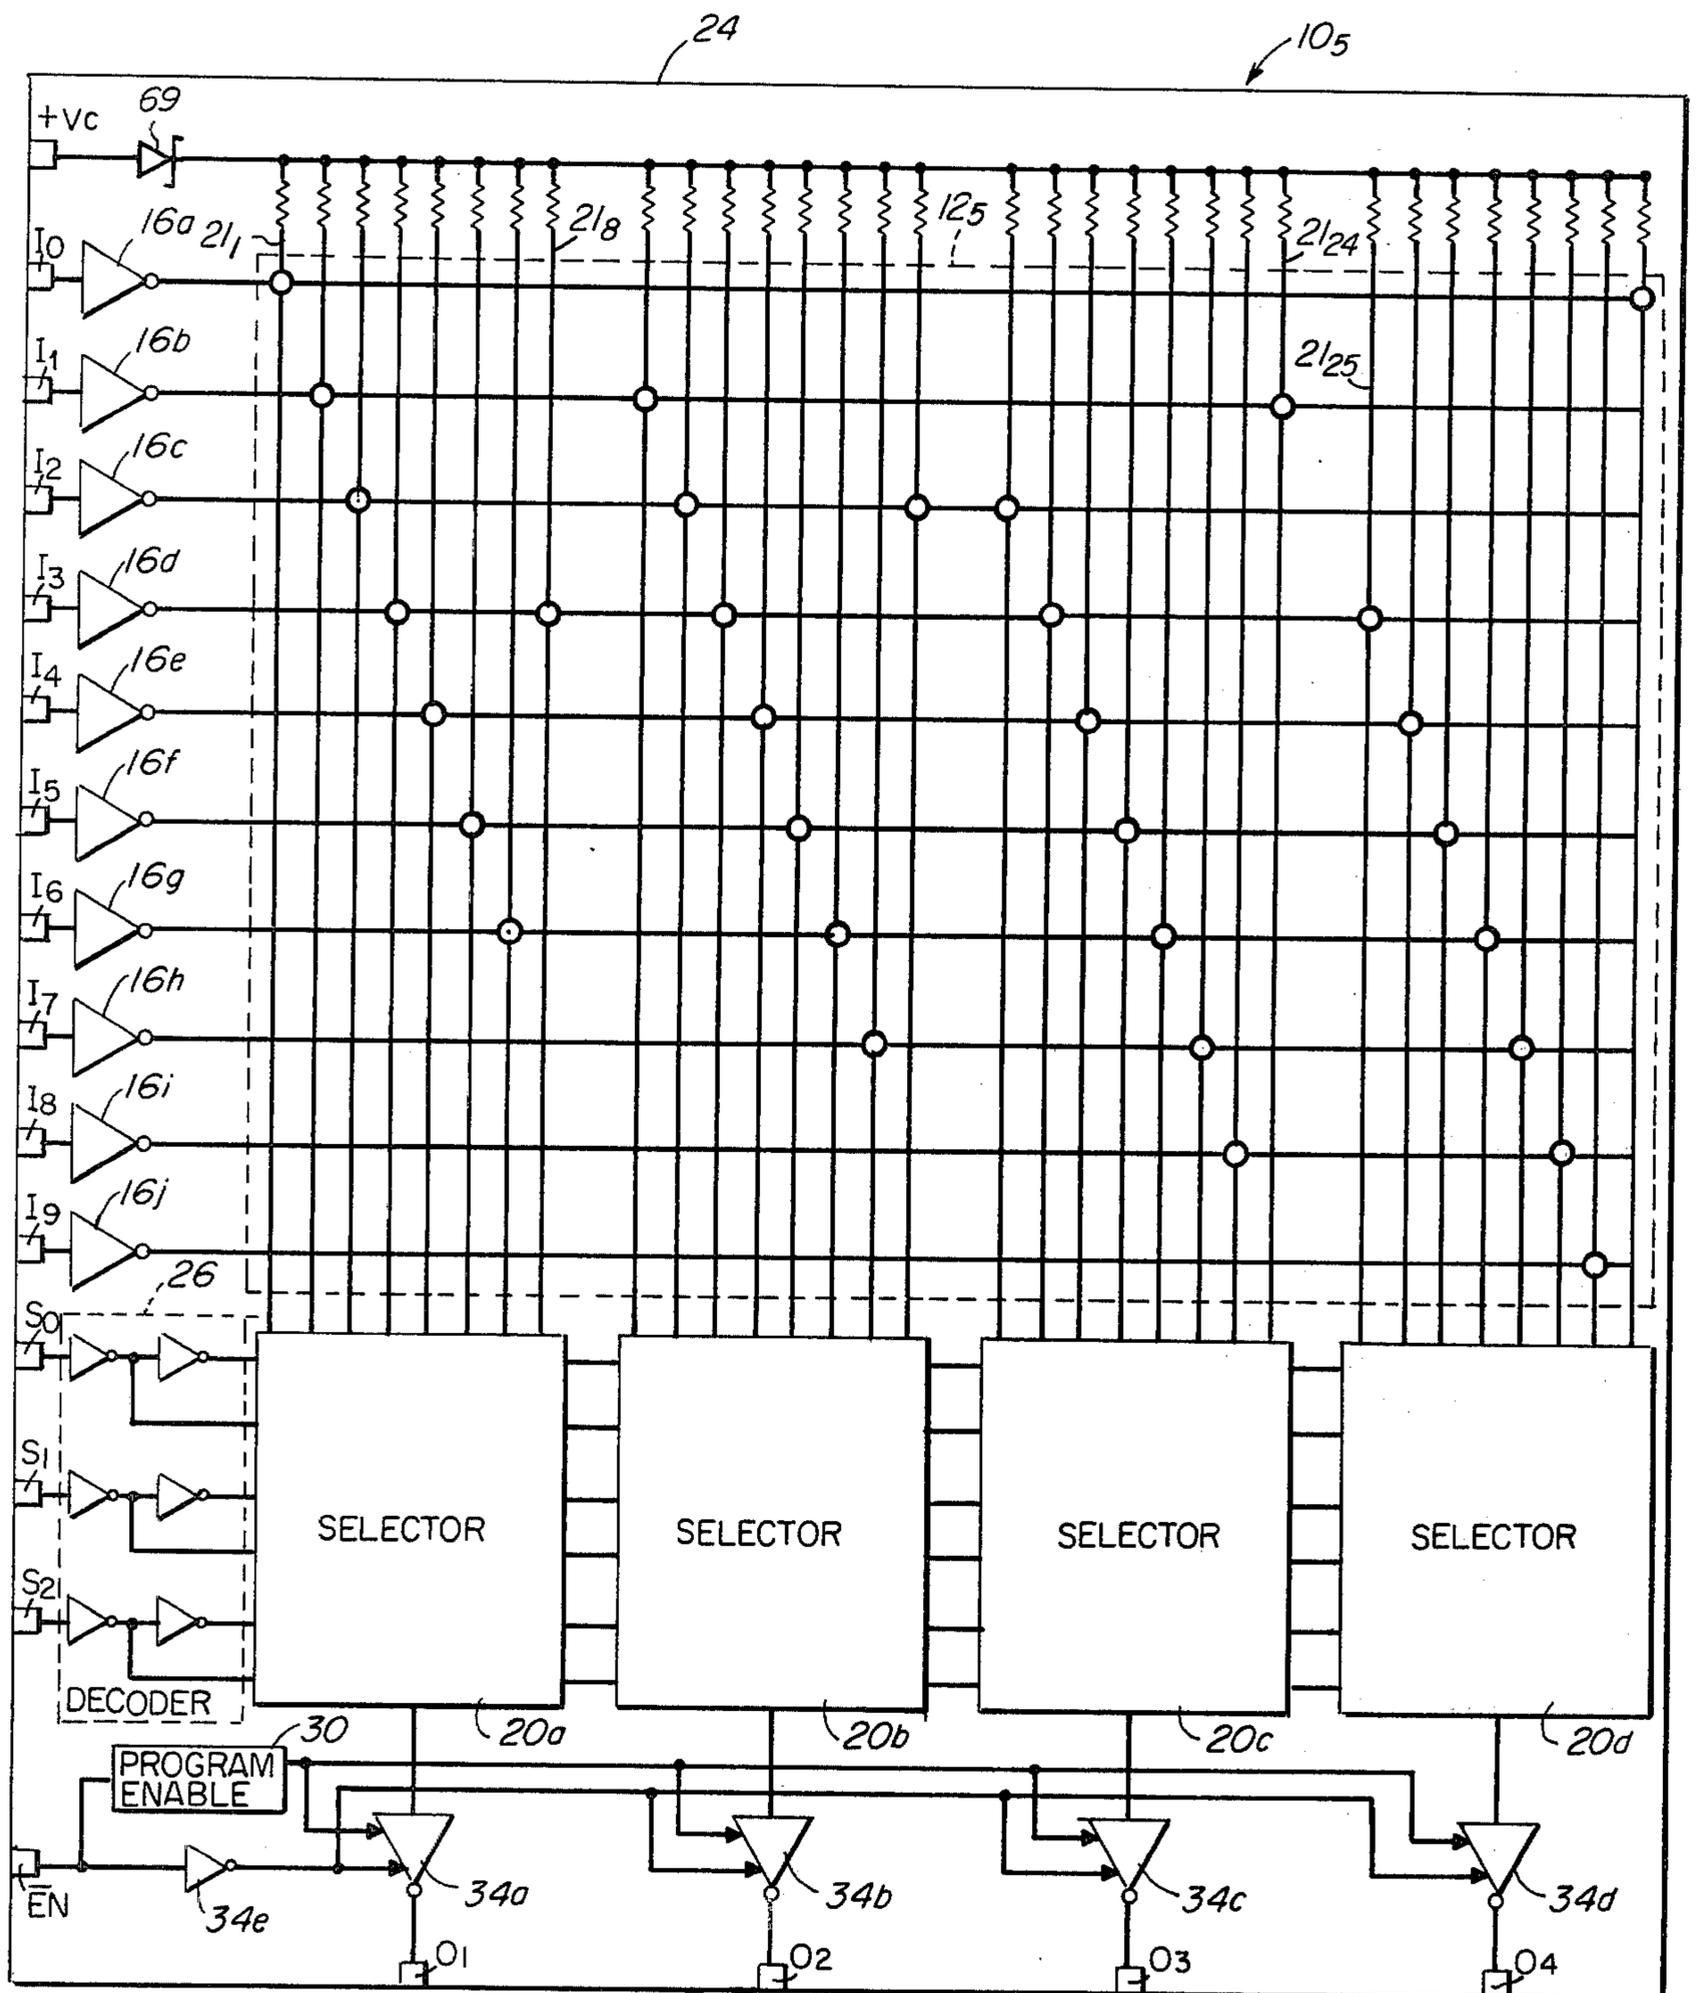 24
10₅
+Vc
69
16a
21₁
21₈
12₅
21₂₄
I0
16b
I1
21₂₅
16c
I2
16d
I3
16e
I4
16f
I5
16g
I6
16h
I7
16i
I8
16j
I9
26
S0
S1
SELECTOR
SELECTOR
SELECTOR
SELECTOR
S2
DECODER
20a
20b
20c
20d
30
PROGRAM
ENABLE
34a
34b
34c
34d
E̅N
34e
O1
O2
O3
O4